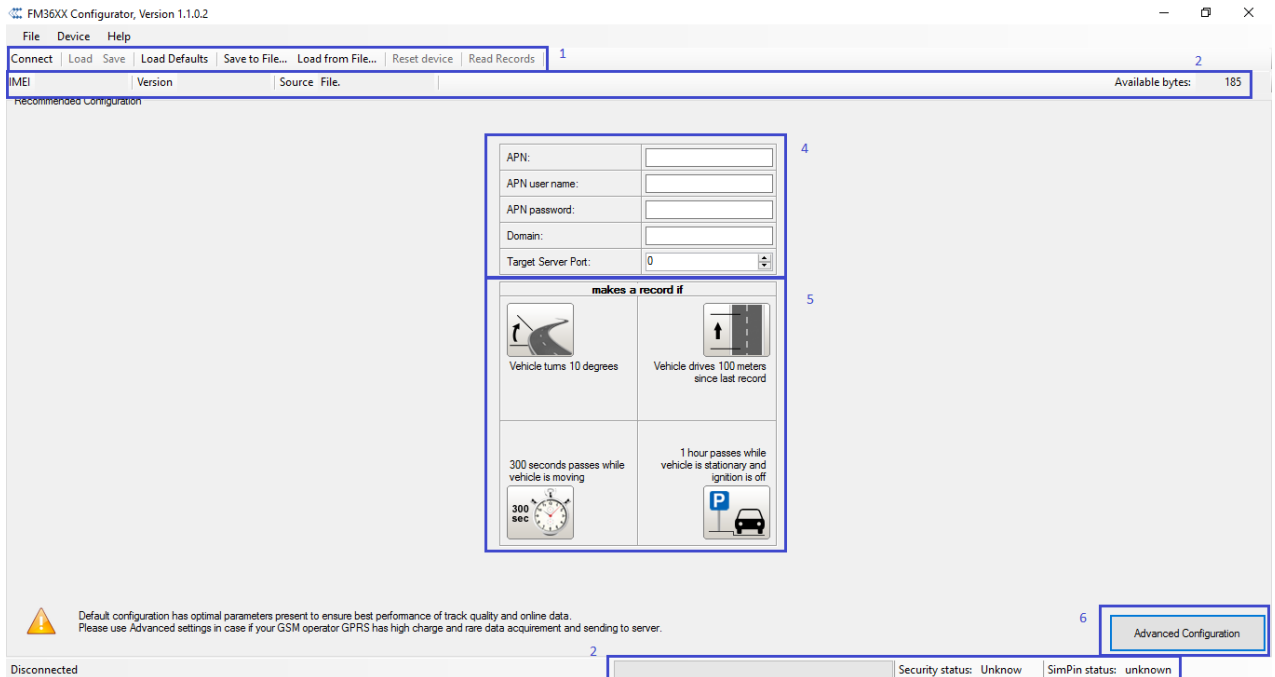 FM36XX Configurator, Version 1.1.0.2
File Device Help
Connect Load Save Load Defaults Save to File... Load from File... Reset device Read Records 1
2
IMEI Version Source File. Available bytes: 185
Recommended Configuration
4
APN:
APN user name:
APN password:
Domain:
Target Server Port: 0
makes a record if
5
Vehicle turns 10 degrees
Vehicle drives 100 meters
since last record
300 seconds passes while
vehicle is moving
300
sec
1 hour passes while
vehicle is stationary and
ignition is off
P
Default configuration has optimal parameters present to ensure best perfomance of track quality and online data.
Please use Advanced settings in case if your GSM operator GPRS has high charge and rare data acquirement and sending to server.
6
Advanced Configuration
2
Disconnected Security status: Unknow SimPin status: unknown